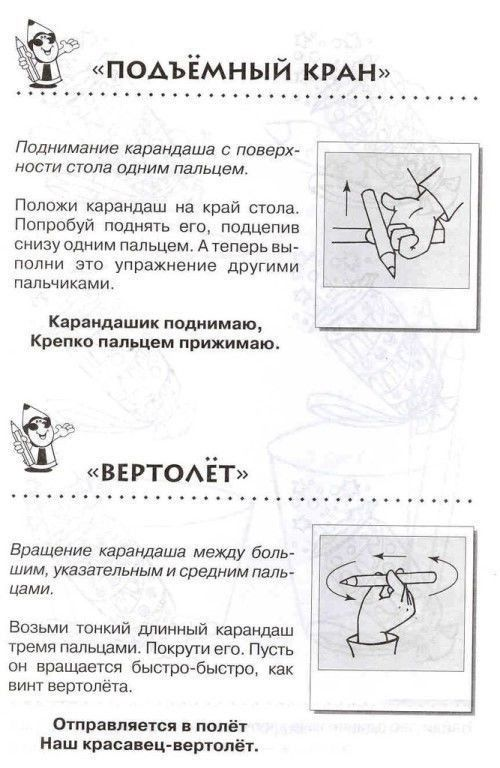 «ПОДЪЁМНЫЙ КРАН»
Поднимание карандаша с поверх-
ности стола одним пальцем.
Положи карандаш на край стола.
Попробуй поднять его, подцепив
снизу одним пальцем. А теперь вы-
полни это упражнение другими
пальчиками.
Карандашик поднимаю,
Крепко пальцем прижимаю.
«ВЕРТОЛЁТ»
Вращение карандаша между боль-
шим, указательным и средним паль-
цами.
Возьми тонкий длинный карандаш
тремя пальцами. Покрути его. Пусть
он вращается быстро-быстро, как
винт вертолёта.
Отправляется в полёт
Наш красавец-вертолёт.